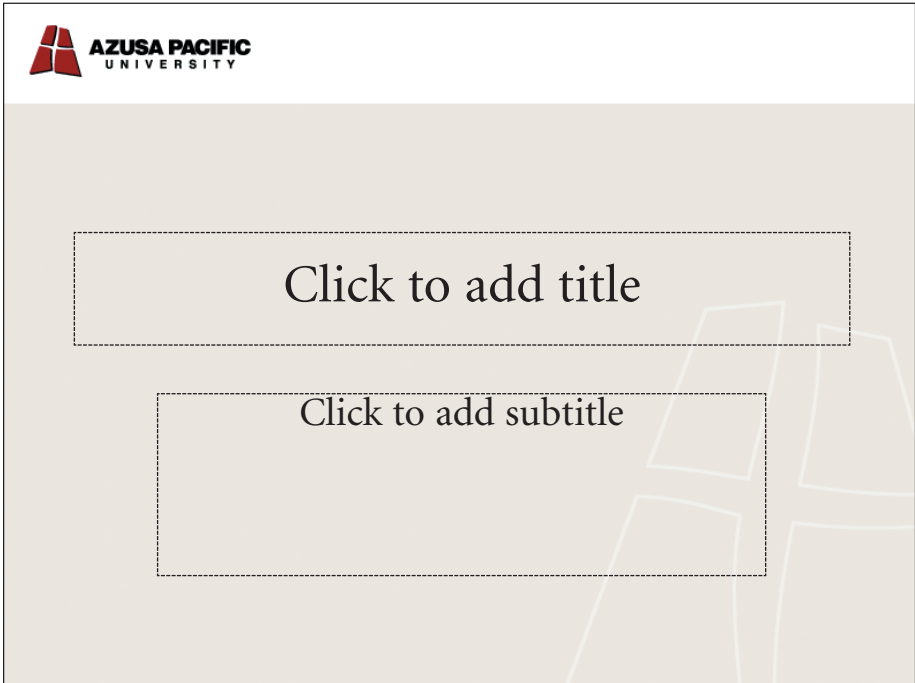 AZUSA PACIFIC
UNIVERSITY
Click to add title
Click to add subtitle